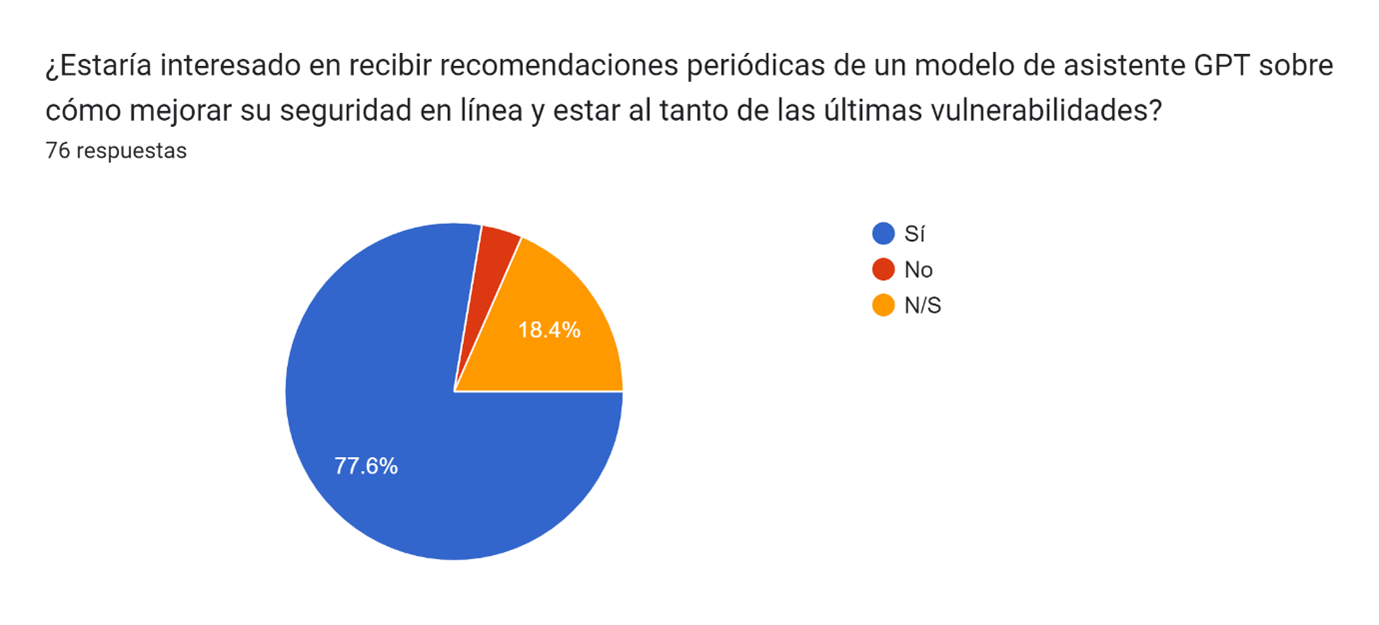 ¿Estaría interesado en recibir recomendaciones periódicas de un modelo de asistente GPT sobre
cómo mejorar su seguridad en línea y estar al tanto de las últimas vulnerabilidades?
76 respuestas
Sí
No
N/S
18.4%
77.6%